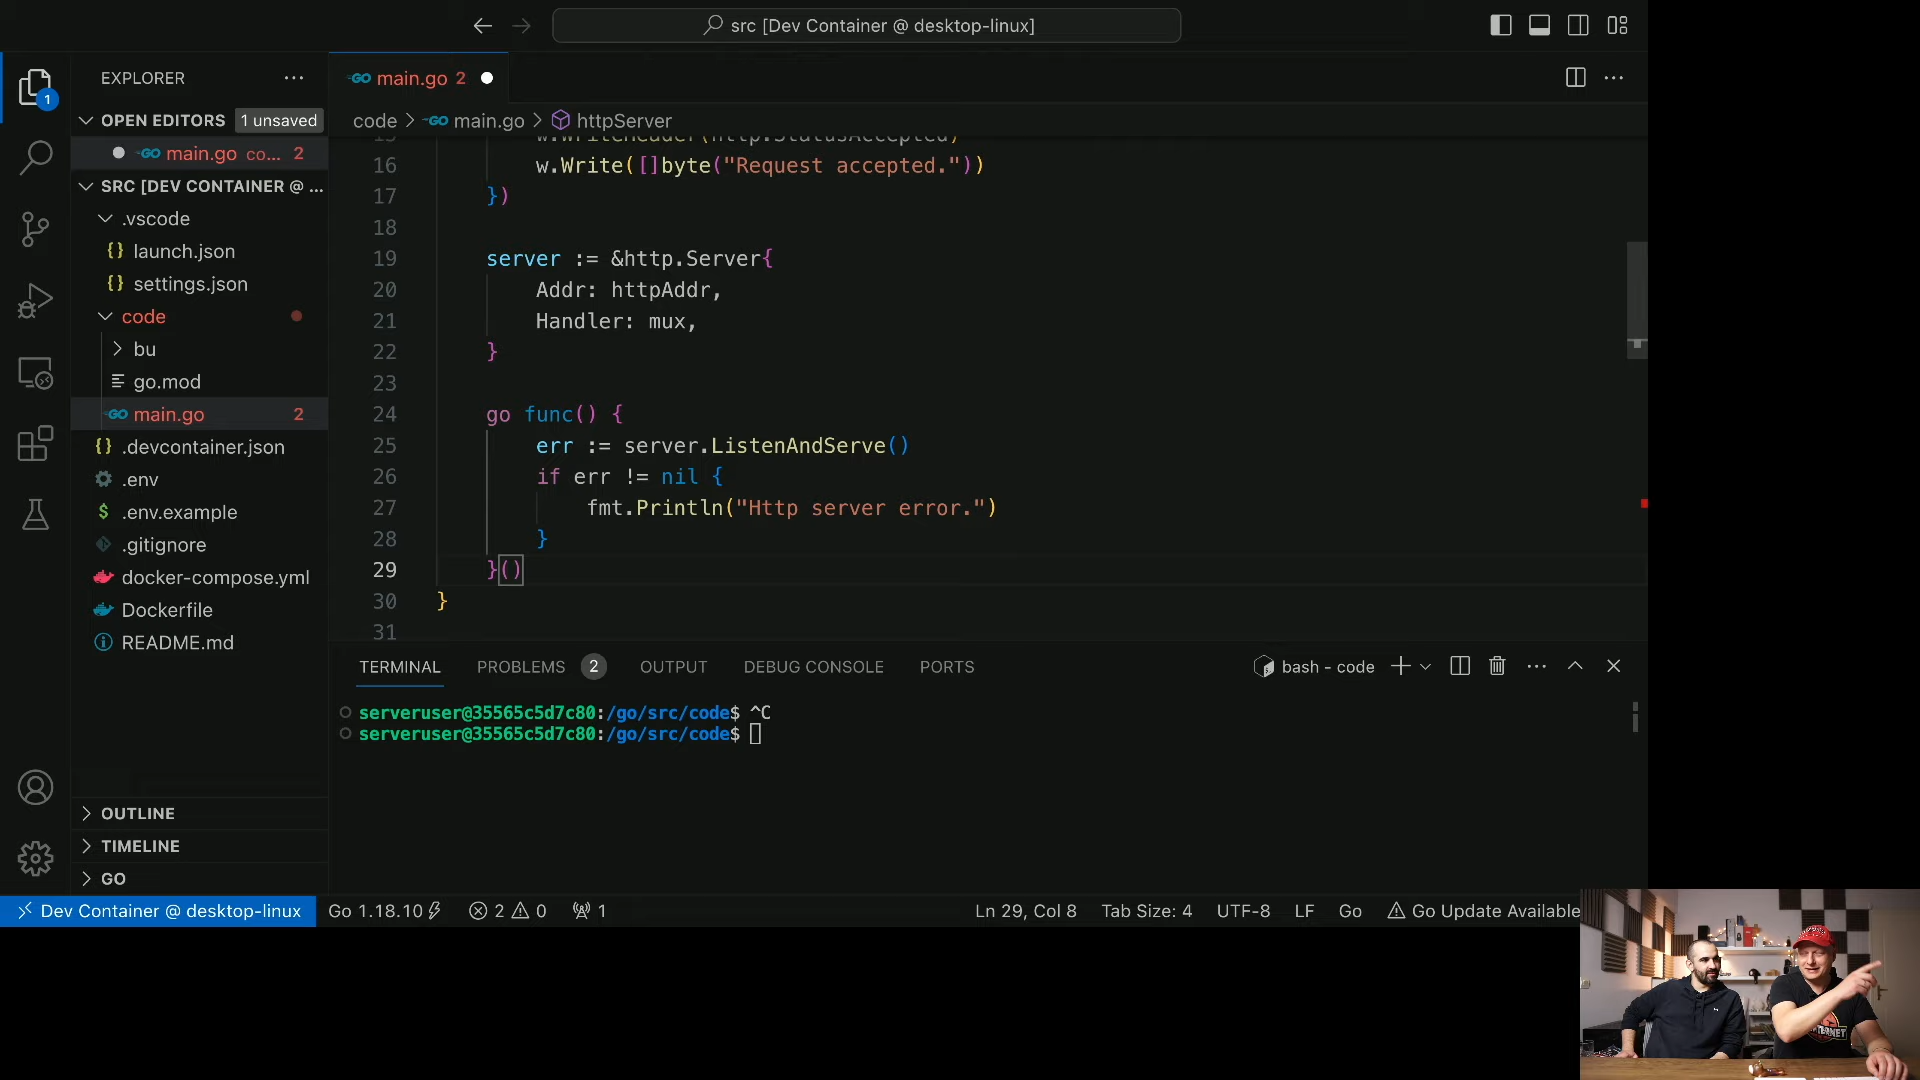 src [Dev Container @ desktop-linux]
EXPLORER
OPEN EDITORS 1 unsaved
main.go co... 2
SRC [DEV CONTAINER @ ...
.vscode
launch.json
settings.json
code
bu
go.mod
main.go 2
.devcontainer.json
.env
.env.example
.gitignore
docker-compose.yml
Dockerfile
README.md
OUTLINE
TIMELINE
GO
1
main.go 2
code > main.go > httpServer
15 w.WriteHeader(http.StatusAccepted)
16 w.Write([]byte("Request accepted."))
17 })
18
19 server := &http.Server{
20 Addr: httpAddr,
21 Handler: mux,
22 }
23
24 go func() {
25 err := server.ListenAndServe()
26 if err != nil {
27 fmt.Println("Http server error.")
28 }
29 }()
30 }
31
TERMINAL PROBLEMS 2 OUTPUT DEBUG CONSOLE PORTS
bash - code
serveruser@35565c5d7c80:/go/src/code$ ^C
serveruser@35565c5d7c80:/go/src/code$
Dev Container @ desktop-linux Go 1.18.10 2 0 1 Ln 29, Col 8 Tab Size: 4 UTF-8 LF Go Go Update Available